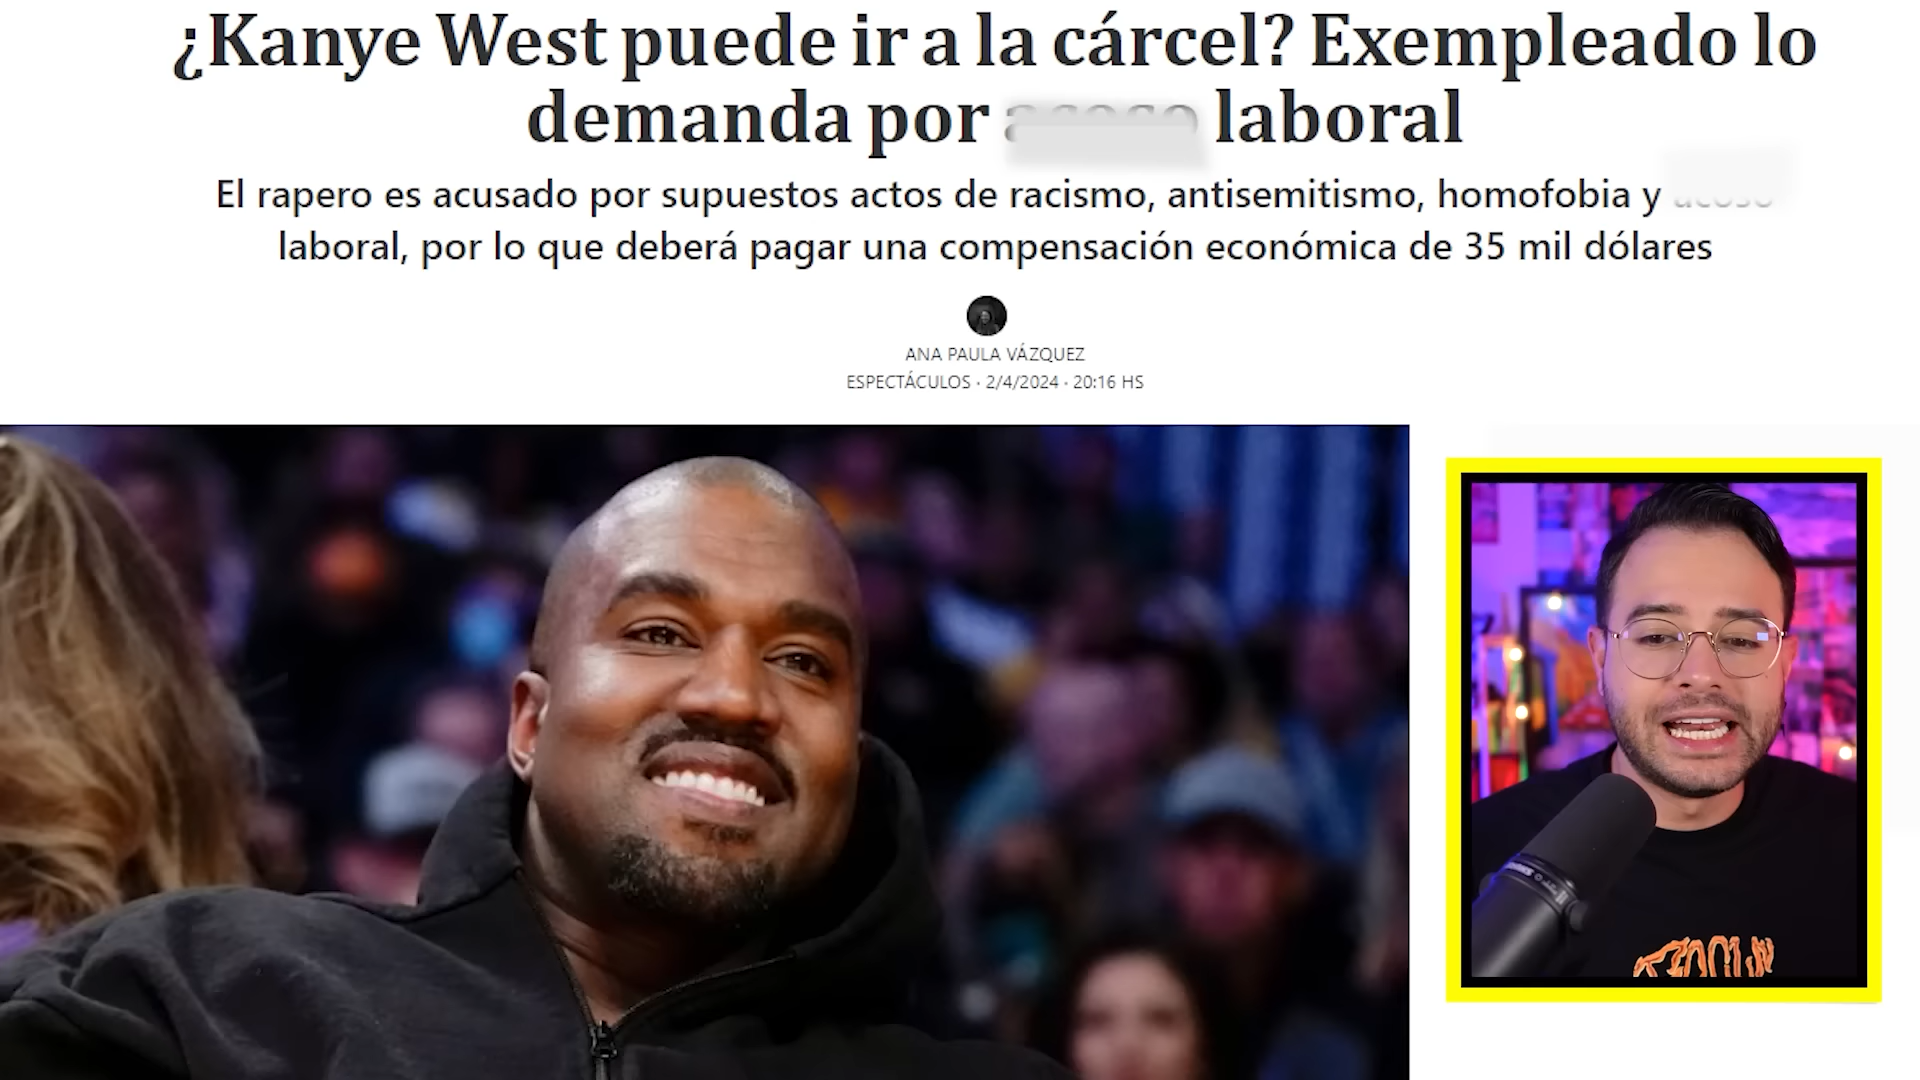 ¿Kanye West puede ir a la cárcel? Exempleado lo
demanda por laboral
El rapero es acusado por supuestos actos de racismo, antisemitismo, homofobia y
laboral, por lo que deberá pagar una compensación económica de 35 mil dólares
ANA PAULA VÁZQUEZ
ESPECTÁCULOS · 2/4/2024 · 20:16 HS